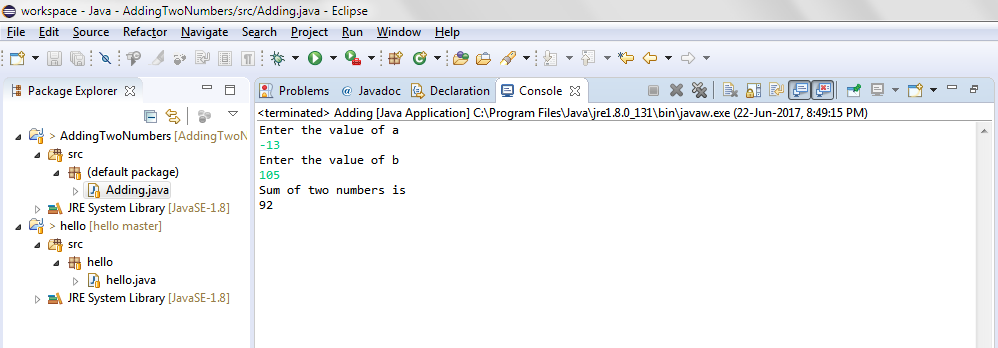 workspace - Java - AddingTwoNumbers/src/Adding.java - Eclipse
File Edit Source Refactor Navigate Search Project Run Window Help
Package Explorer
Problems @ Javadoc Declaration Console
<terminated> Adding [Java Application] C:\Program Files\Java\jre1.8.0_131\bin\javaw.exe (22-Jun-2017, 8:49:15 PM)
> AddingTwoNumbers [AddingTwoN
src
(default package)
Adding.java
JRE System Library [JavaSE-1.8]
> hello [hello master]
src
hello
hello.java
JRE System Library [JavaSE-1.8]
Enter the value of a
-13
Enter the value of b
105
Sum of two numbers is
92